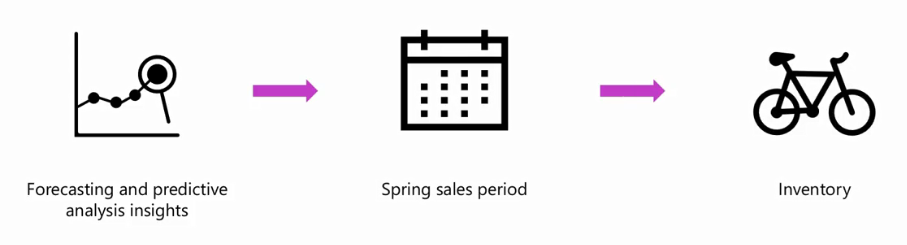 Forecasting and predictive
analysis insights
Spring sales period
Inventory